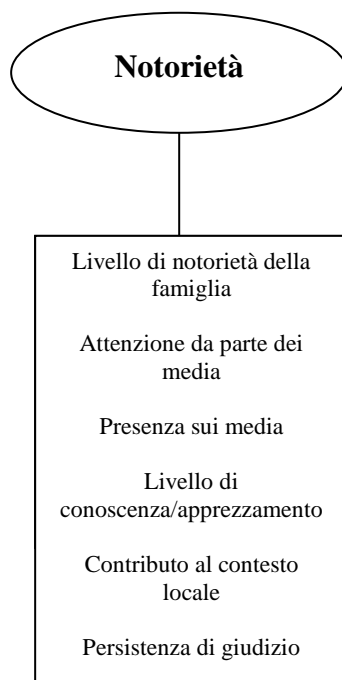 Notorietà
Livello di notorietà della
famiglia
Attenzione da parte dei
media
Presenza sui media
Livello di
conoscenza/apprezzamento
Contributo al contesto
locale
Persistenza di giudizio